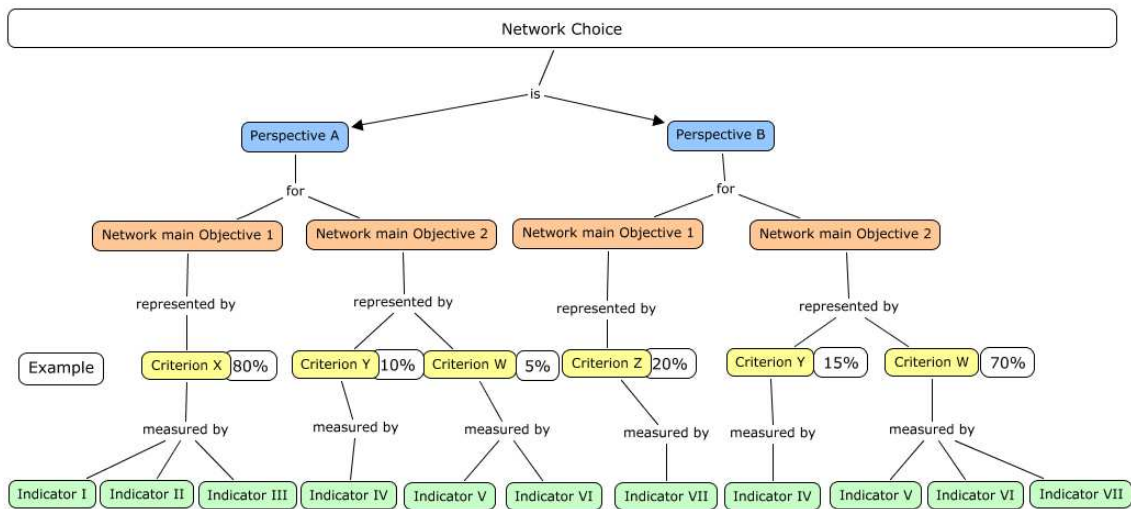 Network Choice
is
Perspective A
Perspective B
for
for
Network main Objective 1
Network main Objective 2
Network main Objective 1
Network main Objective 2
represented by
represented by
represented by
represented by
Example
Criterion X
80%
Criterion Y
10%
Criterion W
5%
Criterion Z
20%
Criterion Y
15%
Criterion W
70%
measured by
measured by
measured by
measured by
measured by
measured by
Indicator I
Indicator II
Indicator III
Indicator IV
Indicator V
Indicator VI
Indicator VII
Indicator IV
Indicator V
Indicator VI
Indicator VII